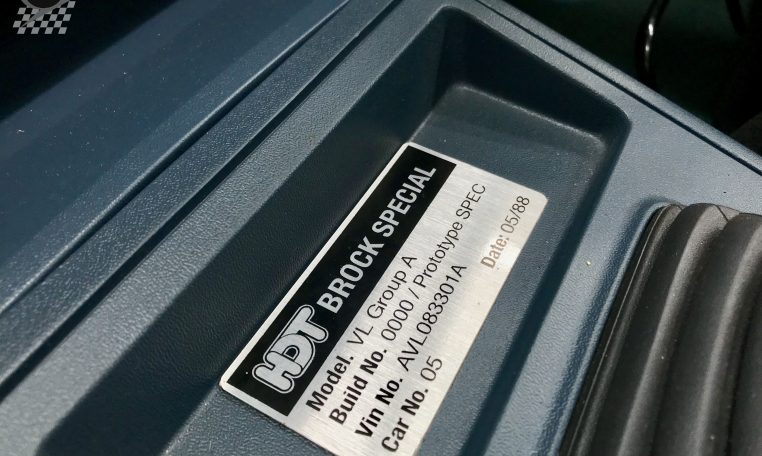 HDT BROCK SPECIAL
Model. VL Group A
Build No. 0000 / Prototype SPEC
Vin No. AVL083301A
Car No. 05
Date: 05/88